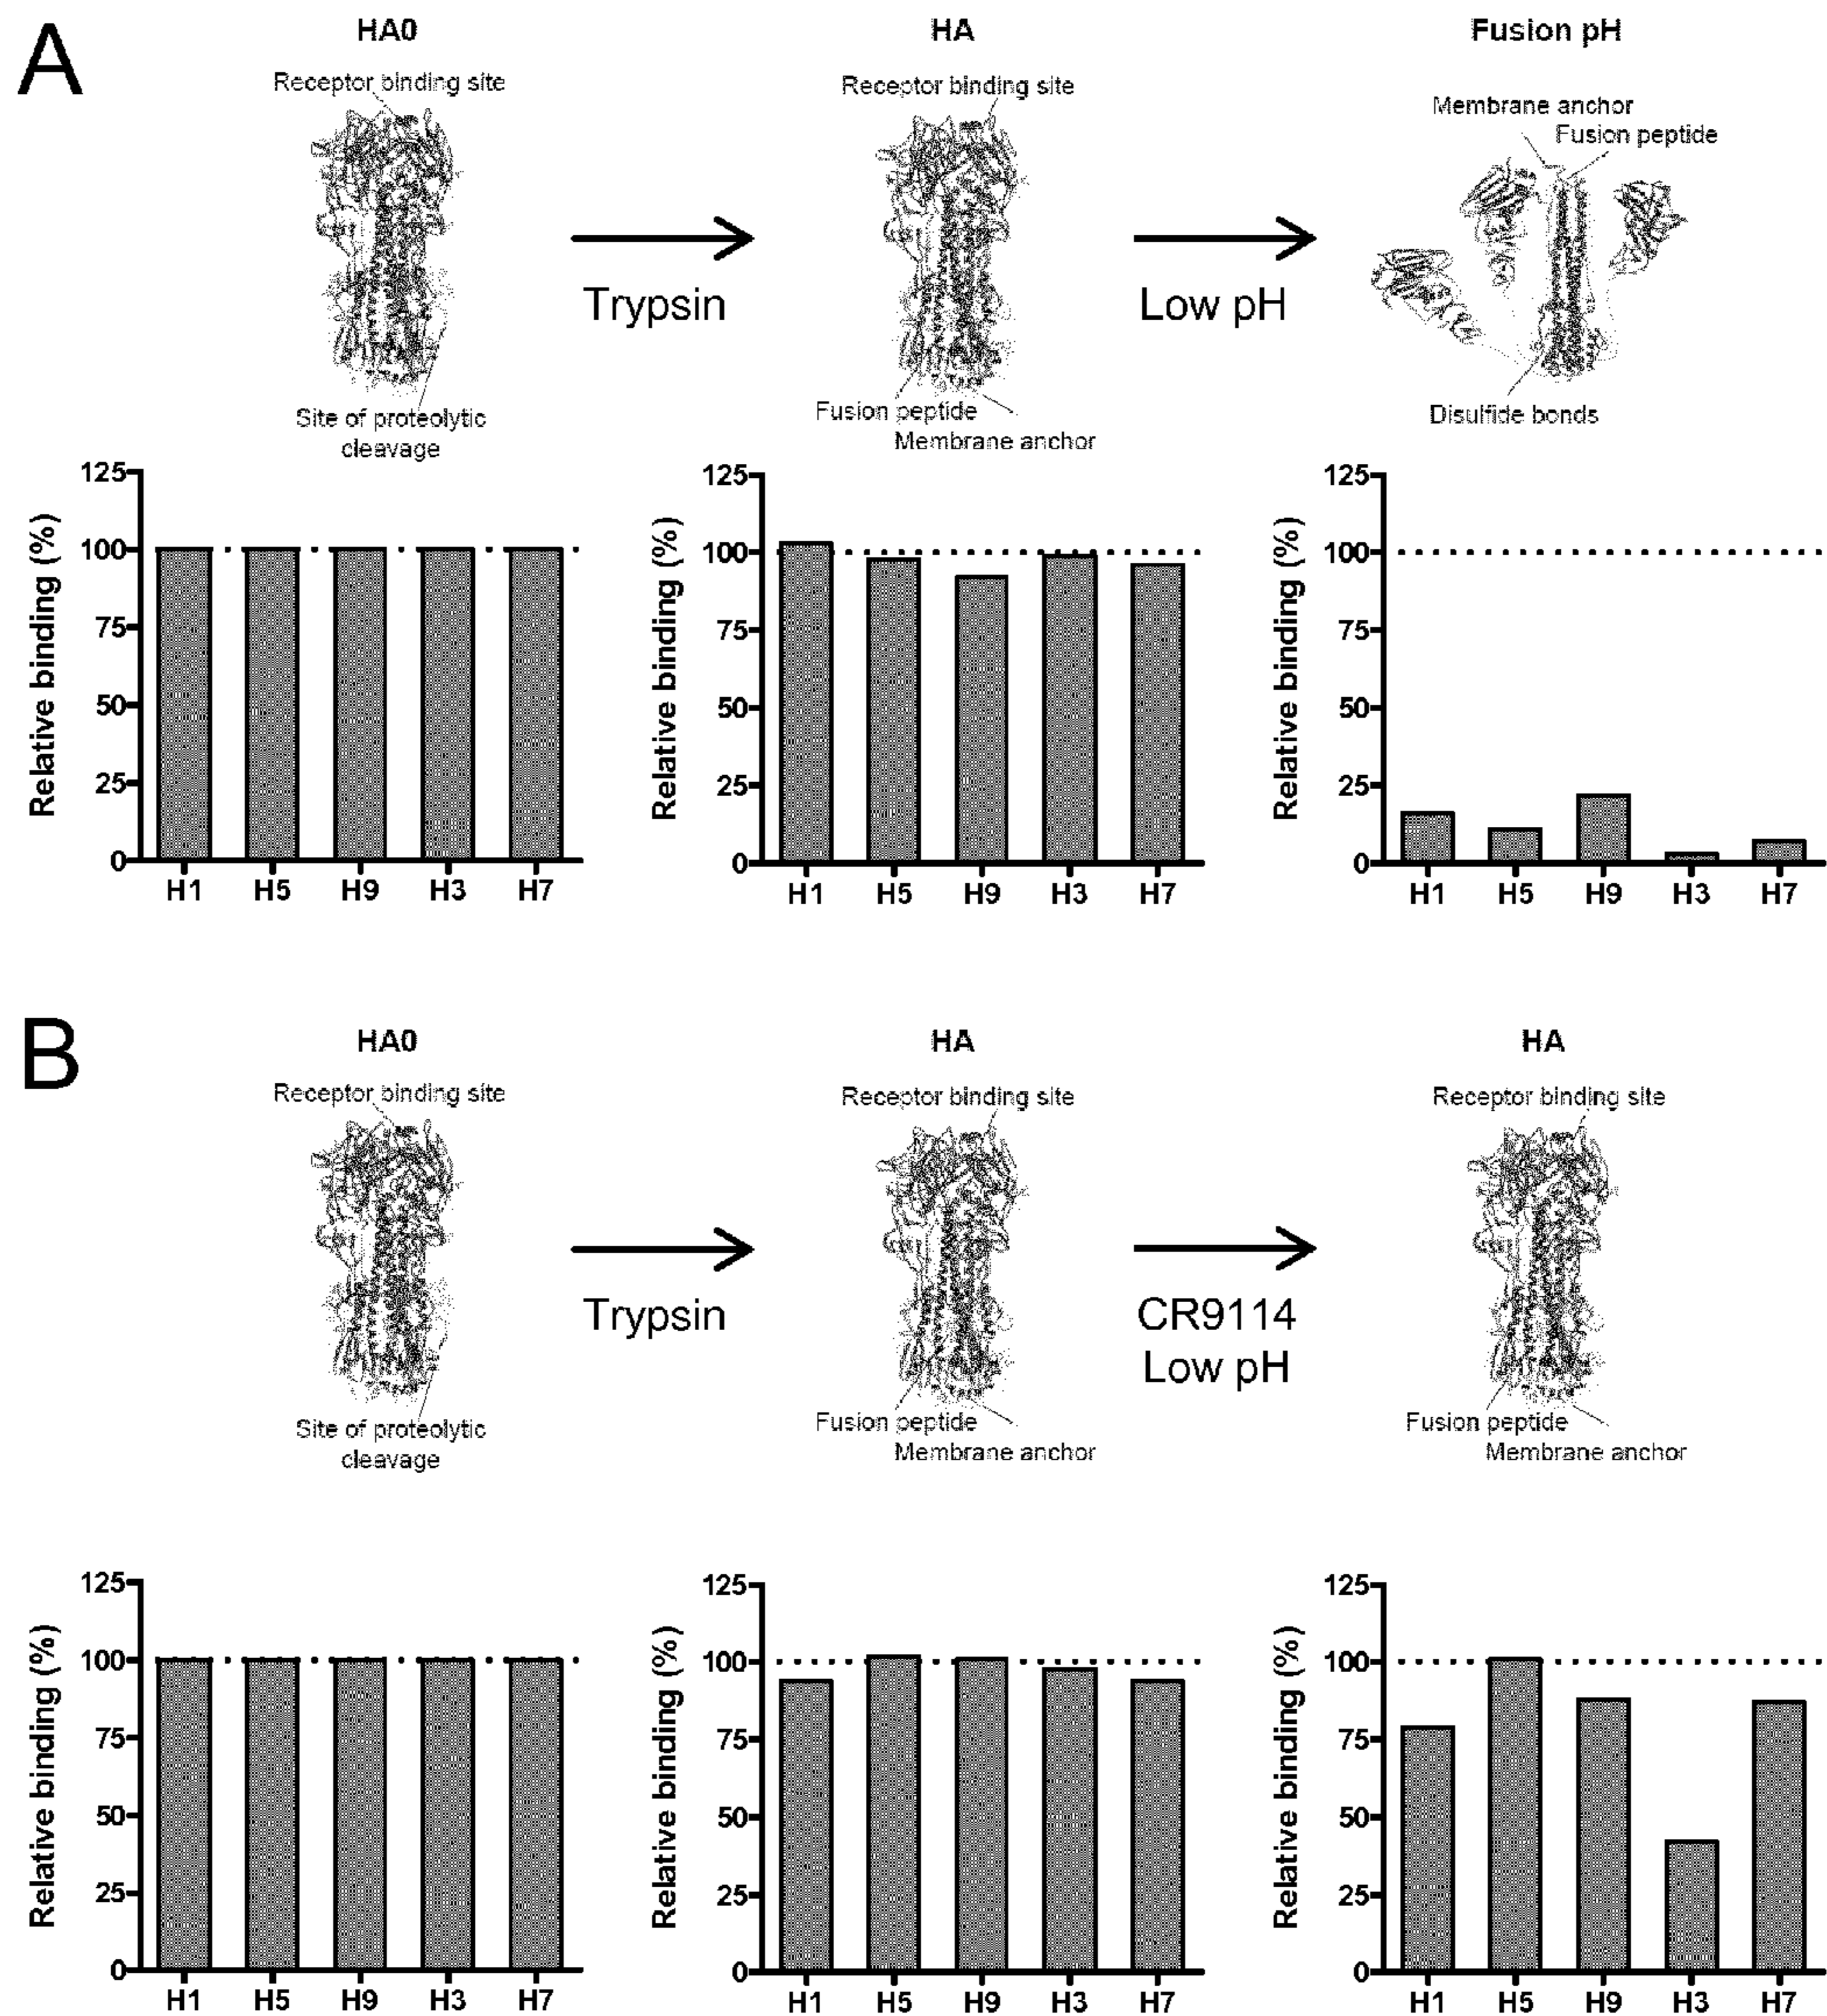 A
HA0
HA
Fusion pH
Receptor binding site
Receptor binding site
Membrane anchor
Fusion peptide
Trypsin
Low pH
Site of proteolytic
cleavage
Fusion peptide
Membrane anchor
Disulfide bonds
Relative binding (%)
125
100
75
50
25
0
H1 H5 H9 H3 H7
Relative binding (%)
125
100
75
50
25
0
H1 H5 H9 H3 H7
Relative binding (%)
125
100
75
50
25
0
H1 H5 H9 H3 H7
B
HA0
HA
HA
Receptor binding site
Receptor binding site
Receptor binding site
Trypsin
CR9114
Low pH
Site of proteolytic
cleavage
Fusion peptide
Membrane anchor
Fusion peptide
Membrane anchor
Relative binding (%)
125
100
75
50
25
0
H1 H5 H9 H3 H7
Relative binding (%)
125
100
75
50
25
0
H1 H5 H9 H3 H7
Relative binding (%)
125
100
75
50
25
0
H1 H5 H9 H3 H7